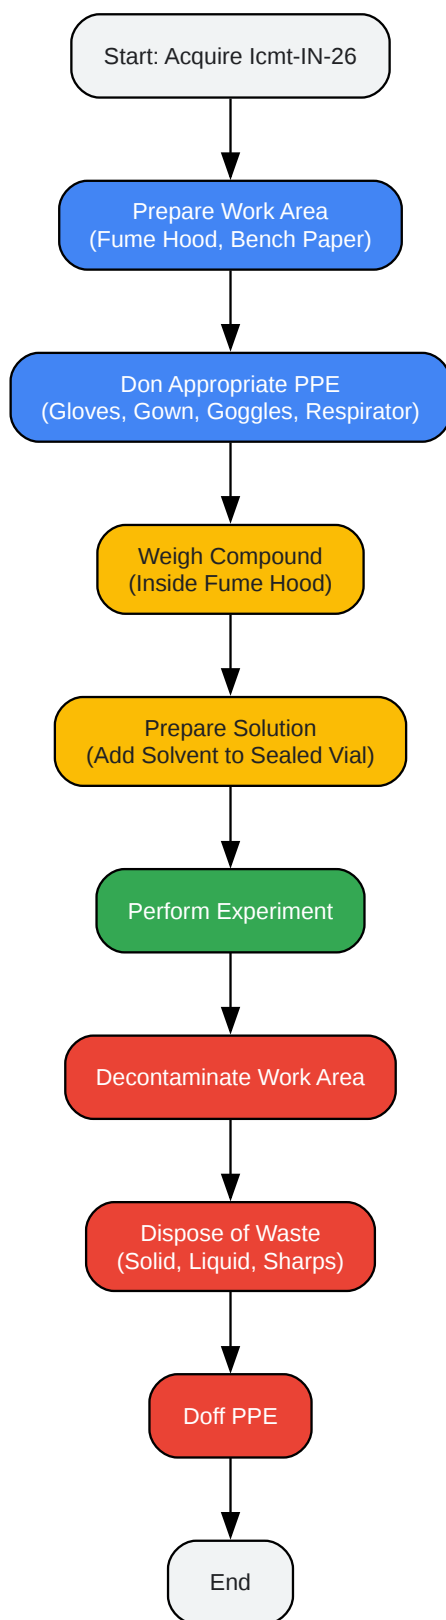 Start: Acquire Icmt-IN-26
Prepare Work Area
(Fume Hood, Bench Paper)
Don Appropriate PPE
(Gloves, Gown, Goggles, Respirator)
Weigh Compound
(Inside Fume Hood)
Prepare Solution
(Add Solvent to Sealed Vial)
Perform Experiment
Decontaminate Work Area
Dispose of Waste
(Solid, Liquid, Sharps)
Doff PPE
End